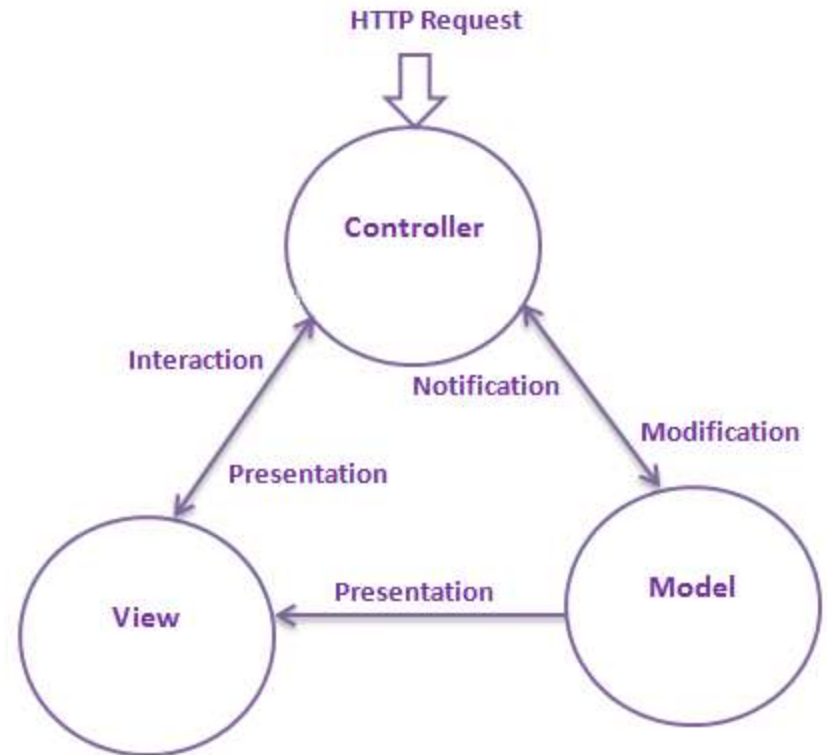 HTTP Request
Controller
Interaction
Notification
Modification
Presentation
Presentation
Model
View